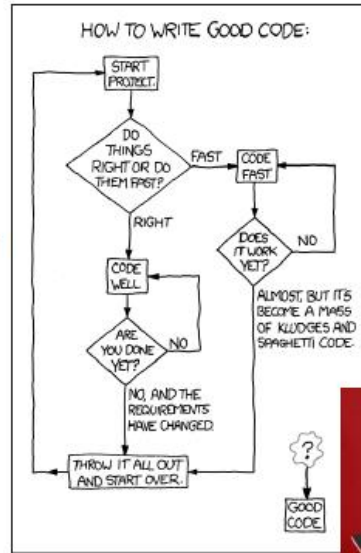 HOW TO WRITE GOOD CODE:
START
PROJECT.
DO
THINGS
RIGHT OR DO
THEM FAST?
FAST
CODE
FAST
RIGHT
DOES
IT WORK
YET?
NO
CODE
WELL
ARE
YOU DONE
YET?
NO
ALMOST, BUT IT'S
BECOME A MASS
OF KLUDGES AND
SPAGHETTI CODE.
NO, AND THE
REQUIREMENTS
HAVE CHANGED.
THROW IT ALL OUT
AND START OVER.
?
GOOD
CODE